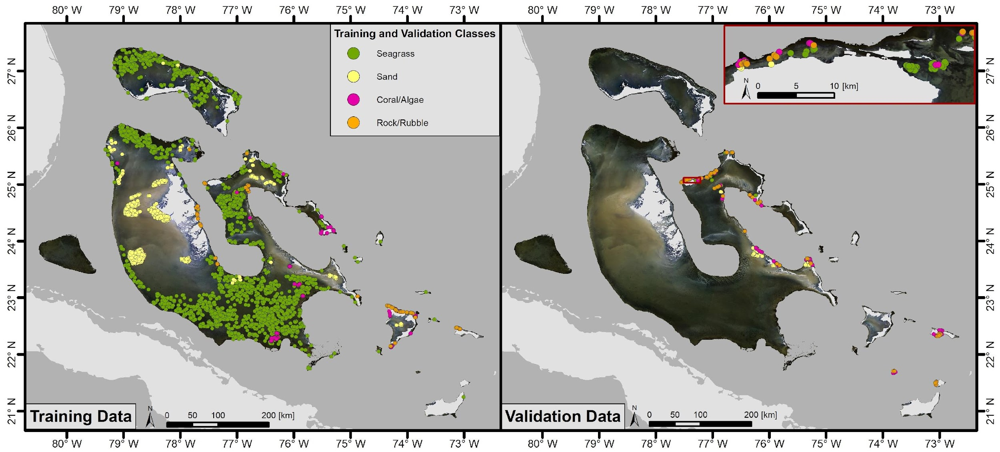 80° W 79° W 78° W 77° W 76° W 75° W 74° W 73° W
80° W 79° W 78° W 77° W 76° W 75° W 74° W 73° W
27° N
26° N
25° N
24° N
23° N
22° N
21° N
Training and Validation Classes
Seagrass
Sand
Coral/Algae
Rock/Rubble
Training Data
N
0 50 100 200 [km]
N
0 5 10 [km]
Validation Data
N
0 50 100 200 [km]
27° N
26° N
25° N
24° N
23° N
22° N
21° N
80° W 79° W 78° W 77° W 76° W 75° W 74° W 73° W
80° W 79° W 78° W 77° W 76° W 75° W 74° W 73° W